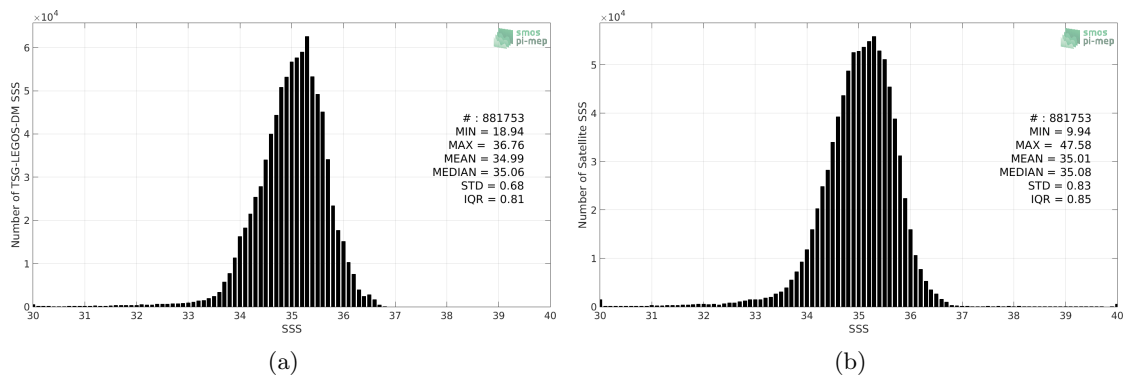 ×10⁴
smos
pi-mep
Number of TSG-LEGOS-DM SSS
6
5
4
3
2
1
0
# : 881753
MIN = 18.94
MAX = 36.76
MEAN = 34.99
MEDIAN = 35.06
STD = 0.68
IQR = 0.81
30 31 32 33 34 35 36 37 38 39 40
SSS
(a)
×10⁴
smos
pi-mep
Number of Satellite SSS
5
4
3
2
1
0
# : 881753
MIN = 9.94
MAX = 47.58
MEAN = 35.01
MEDIAN = 35.08
STD = 0.83
IQR = 0.85
30 31 32 33 34 35 36 37 38 39 40
SSS
(b)